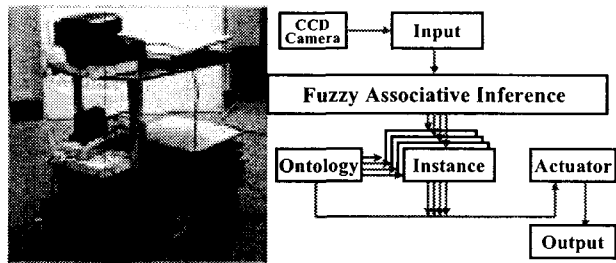 CCD
Camera
Input
Fuzzy Associative Inference
Ontology
Instance
Actuator
Output